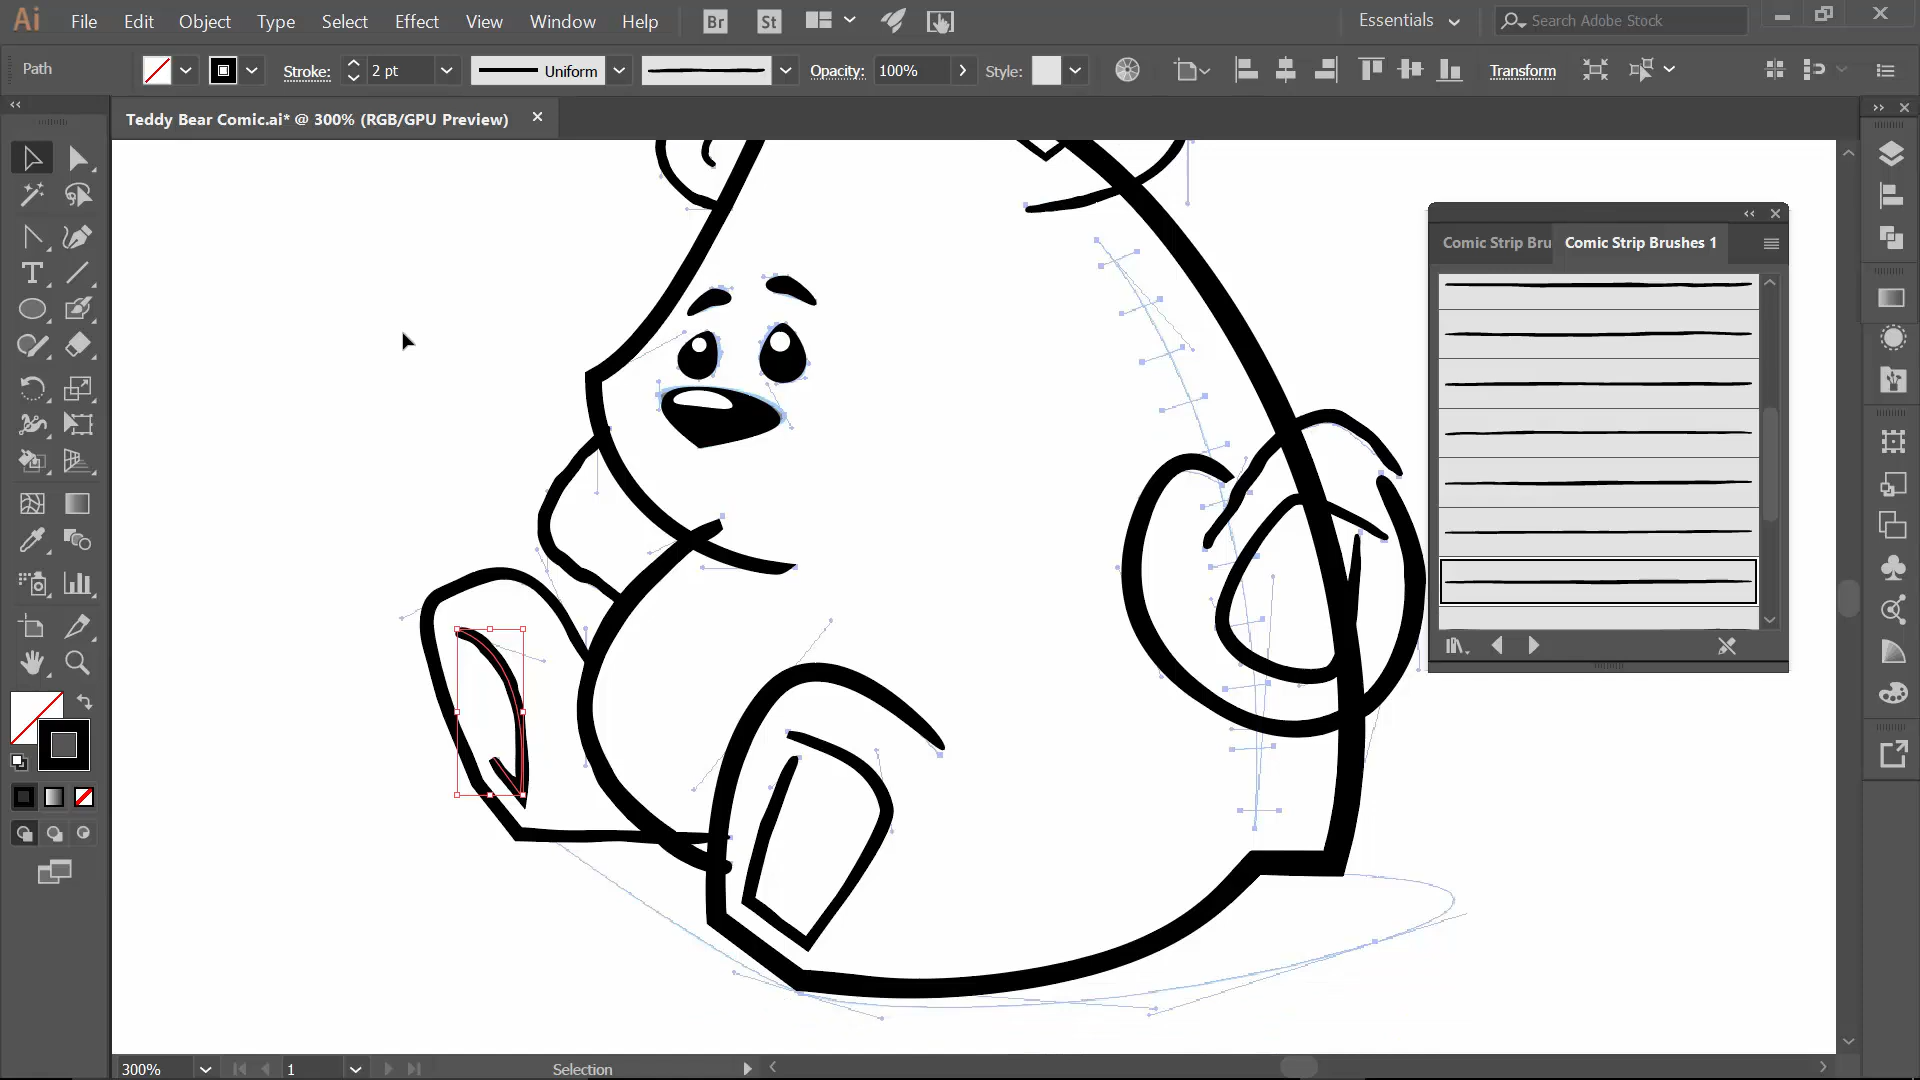 Ai File Edit Object Type Select Effect View Window Help Br St Essentials Search Adobe Stock
Path Stroke: 2 pt Uniform Opacity: 100% Style: Transform
Teddy Bear Comic.ai* @ 300% (RGB/GPU Preview)
Comic Strip Bru Comic Strip Brushes 1
300% 1 Selection